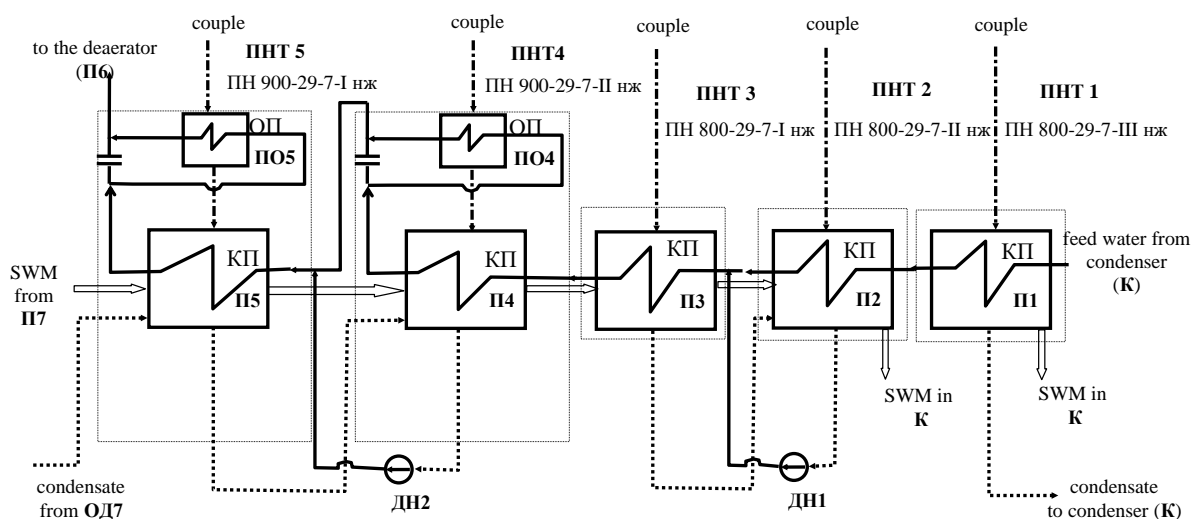 couple
couple
couple
couple
couple
to the deaerator
(П6)
ПНТ 5
ПН 900-29-7-I нж
ПНТ4
ПН 900-29-7-II нж
ПНТ 3
ПН 800-29-7-I нж
ПНТ 2
ПН 800-29-7-II нж
ПНТ 1
ПН 800-29-7-III нж
ОП
ПО5
ОП
ПО4
SWM
from
П7
КП
П5
КП
П4
КП
П3
КП
П2
КП
П1
feed water from
condenser
(К)
SWM in
К
SWM in
К
condensate
from ОД7
ДН2
ДН1
condensate
to condenser (К)